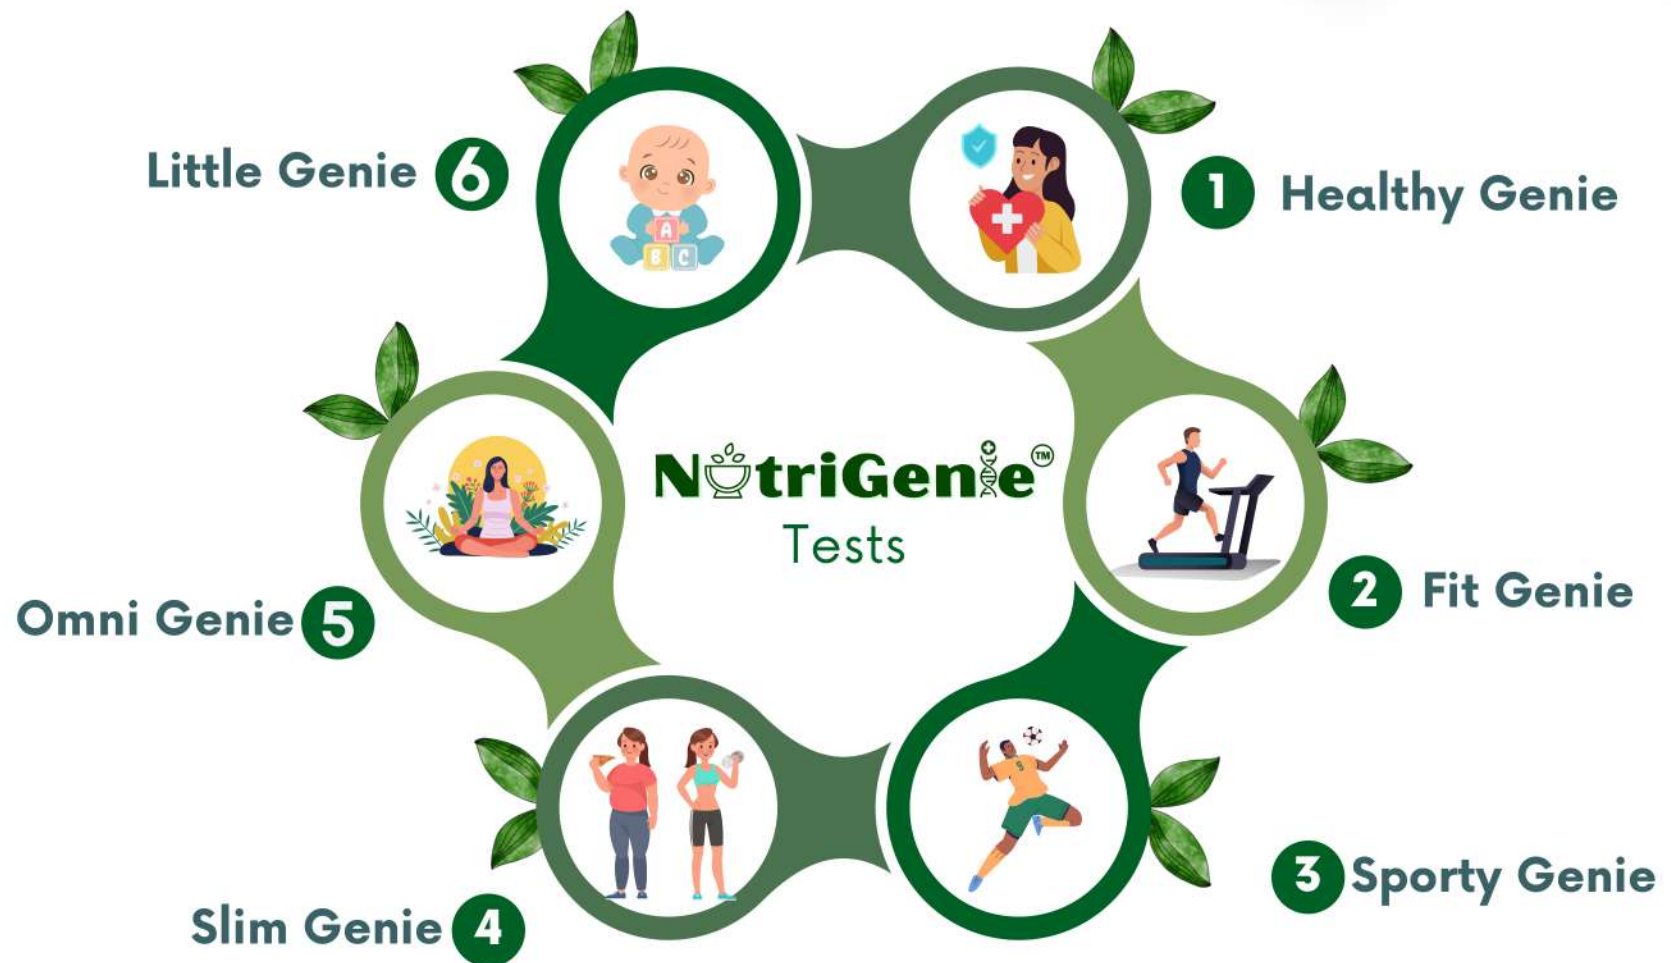 NutriGenie™
Tests
1 Healthy Genie
2 Fit Genie
3 Sporty Genie
4 Slim Genie
5 Omni Genie
6 Little Genie
A
B C
9